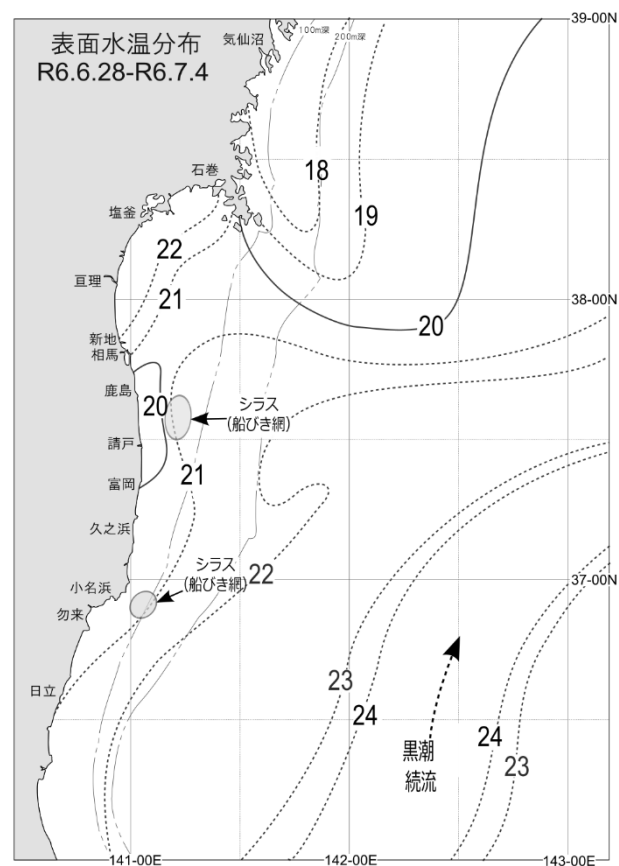 表面水温分布
R6.6.28-R6.7.4
39-00N
100m深
200m深
気仙沼
18
石巻
19
塩釜
22
亘理
21
38-00N
20
新地
相馬
鹿島
20
シラス
(船びき網)
請戸
21
富岡
久之浜
シラス
(船びき網)
22
37-00N
小名浜
勿来
23
日立
24
黒潮
続流
24
23
141-00E
142-00E
143-00E